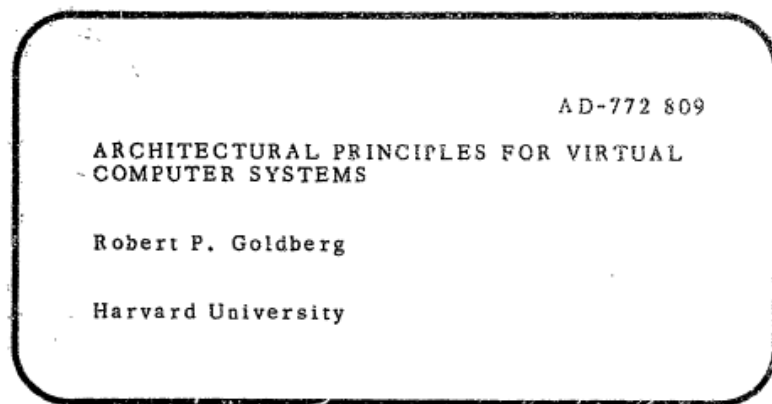 AD-772 809
ARCHITECTURAL PRINCIPLES FOR VIRTUAL
COMPUTER SYSTEMS
Robert P. Goldberg
Harvard University